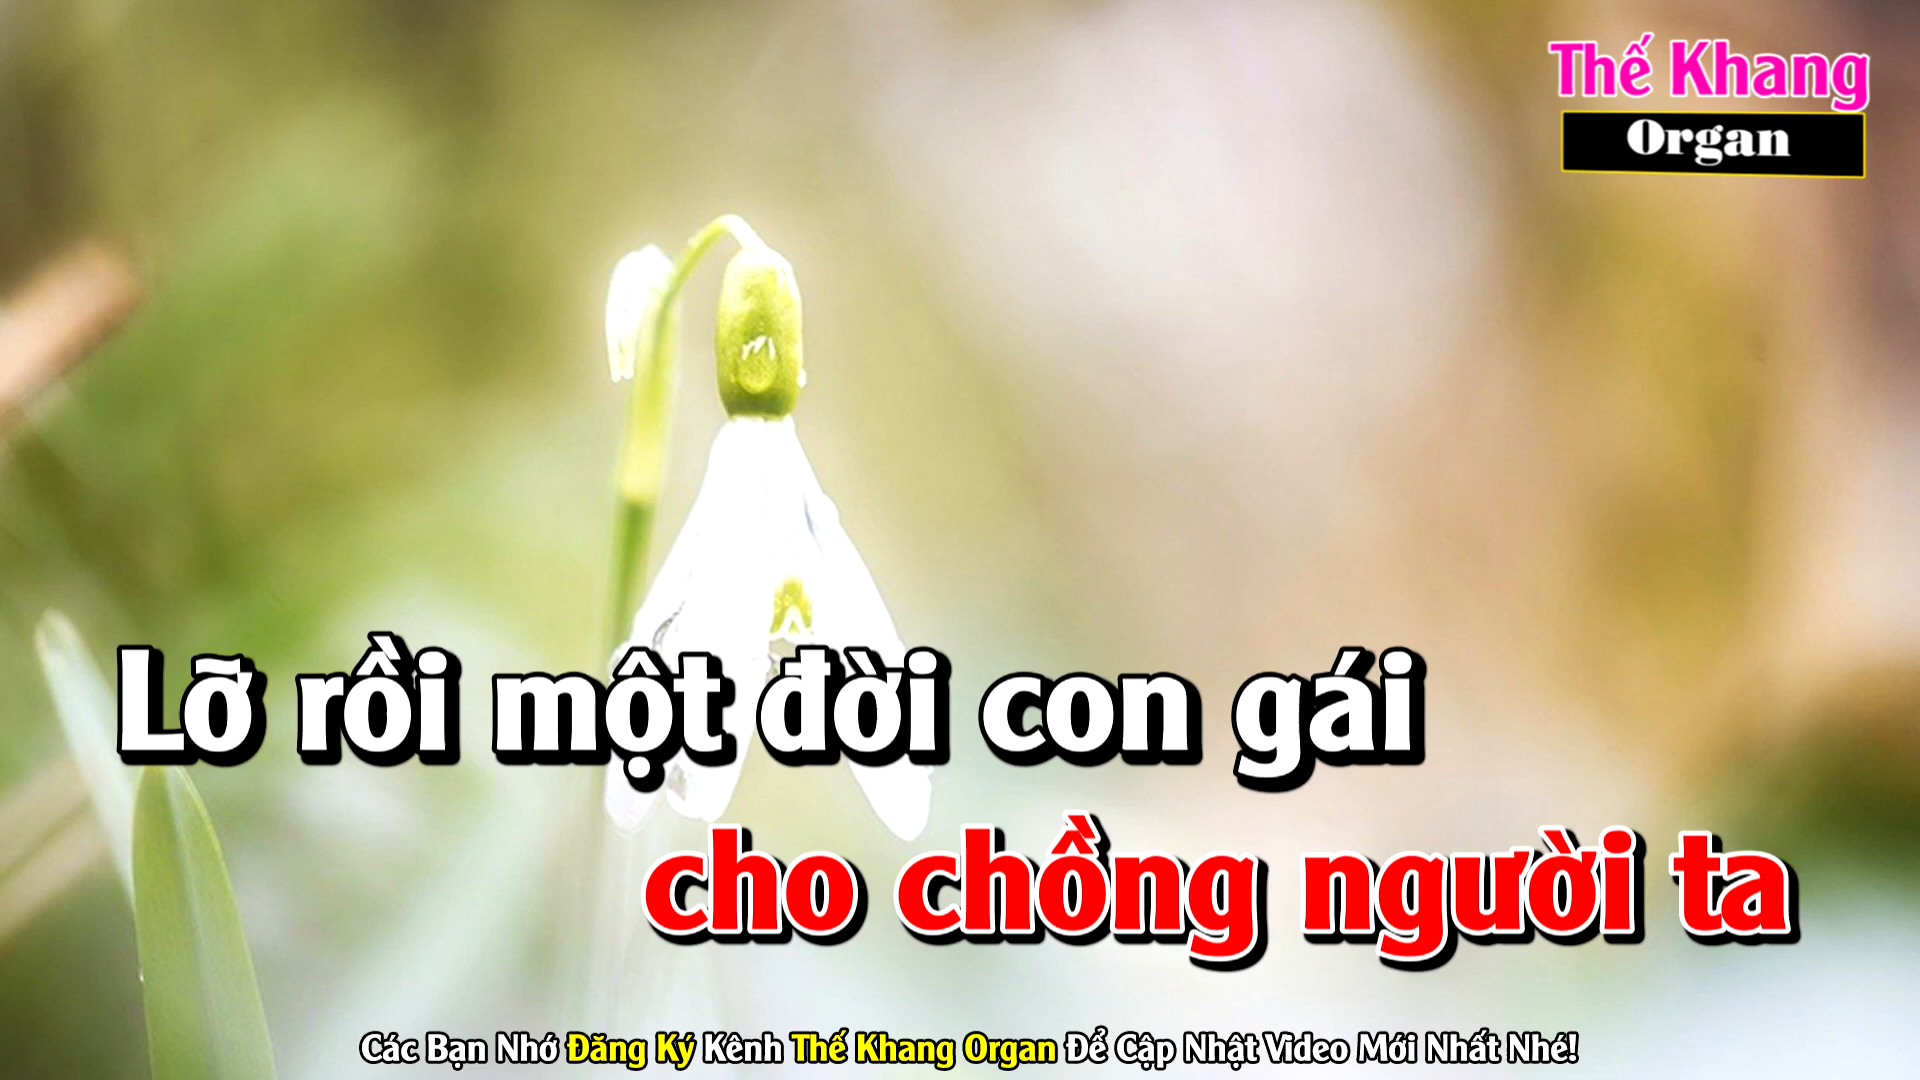 Thế Khang
Organ
Lỡ rồi một đời con gái
cho chồng người ta
Các Bạn Nhớ Đăng Ký Kênh Thế Khang Organ Để Cập Nhật Video Mới Nhất Nhé!